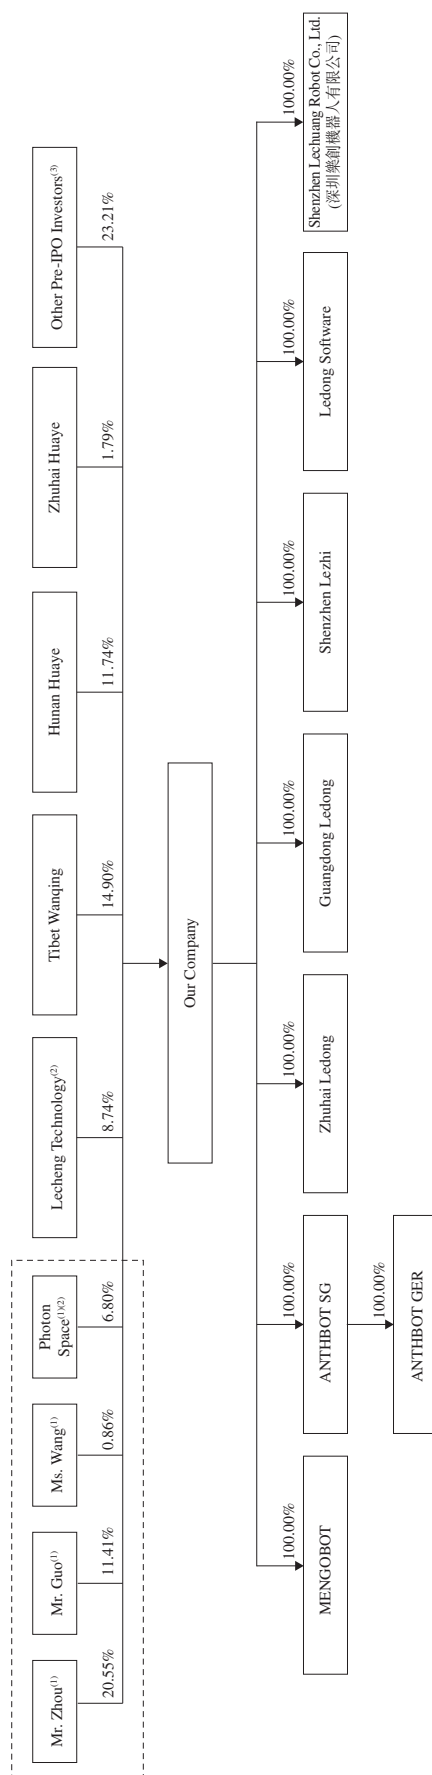 Mr. Zhou(1)
Mr. Guo(1)
Ms. Wang(1)
Photon
Space(1)(2)
Lecheng Technology(2)
Tibet Wanqing
Hunan Huaye
Zhuhai Huaye
Other Pre-IPO Investors(3)
20.55%
11.41%
0.86%
6.80%
8.74%
14.90%
11.74%
1.79%
23.21%
Our Company
100.00%
100.00%
100.00%
100.00%
100.00%
100.00%
100.00%
MENGOBOT
ANTHBOT SG
Zhuhai Ledong
Guangdong Ledong
Shenzhen Lezhi
Ledong Software
Shenzhen Lechuang Robot Co., Ltd.
(深圳樂創機器人有限公司)
100.00%
ANTHBOT GER